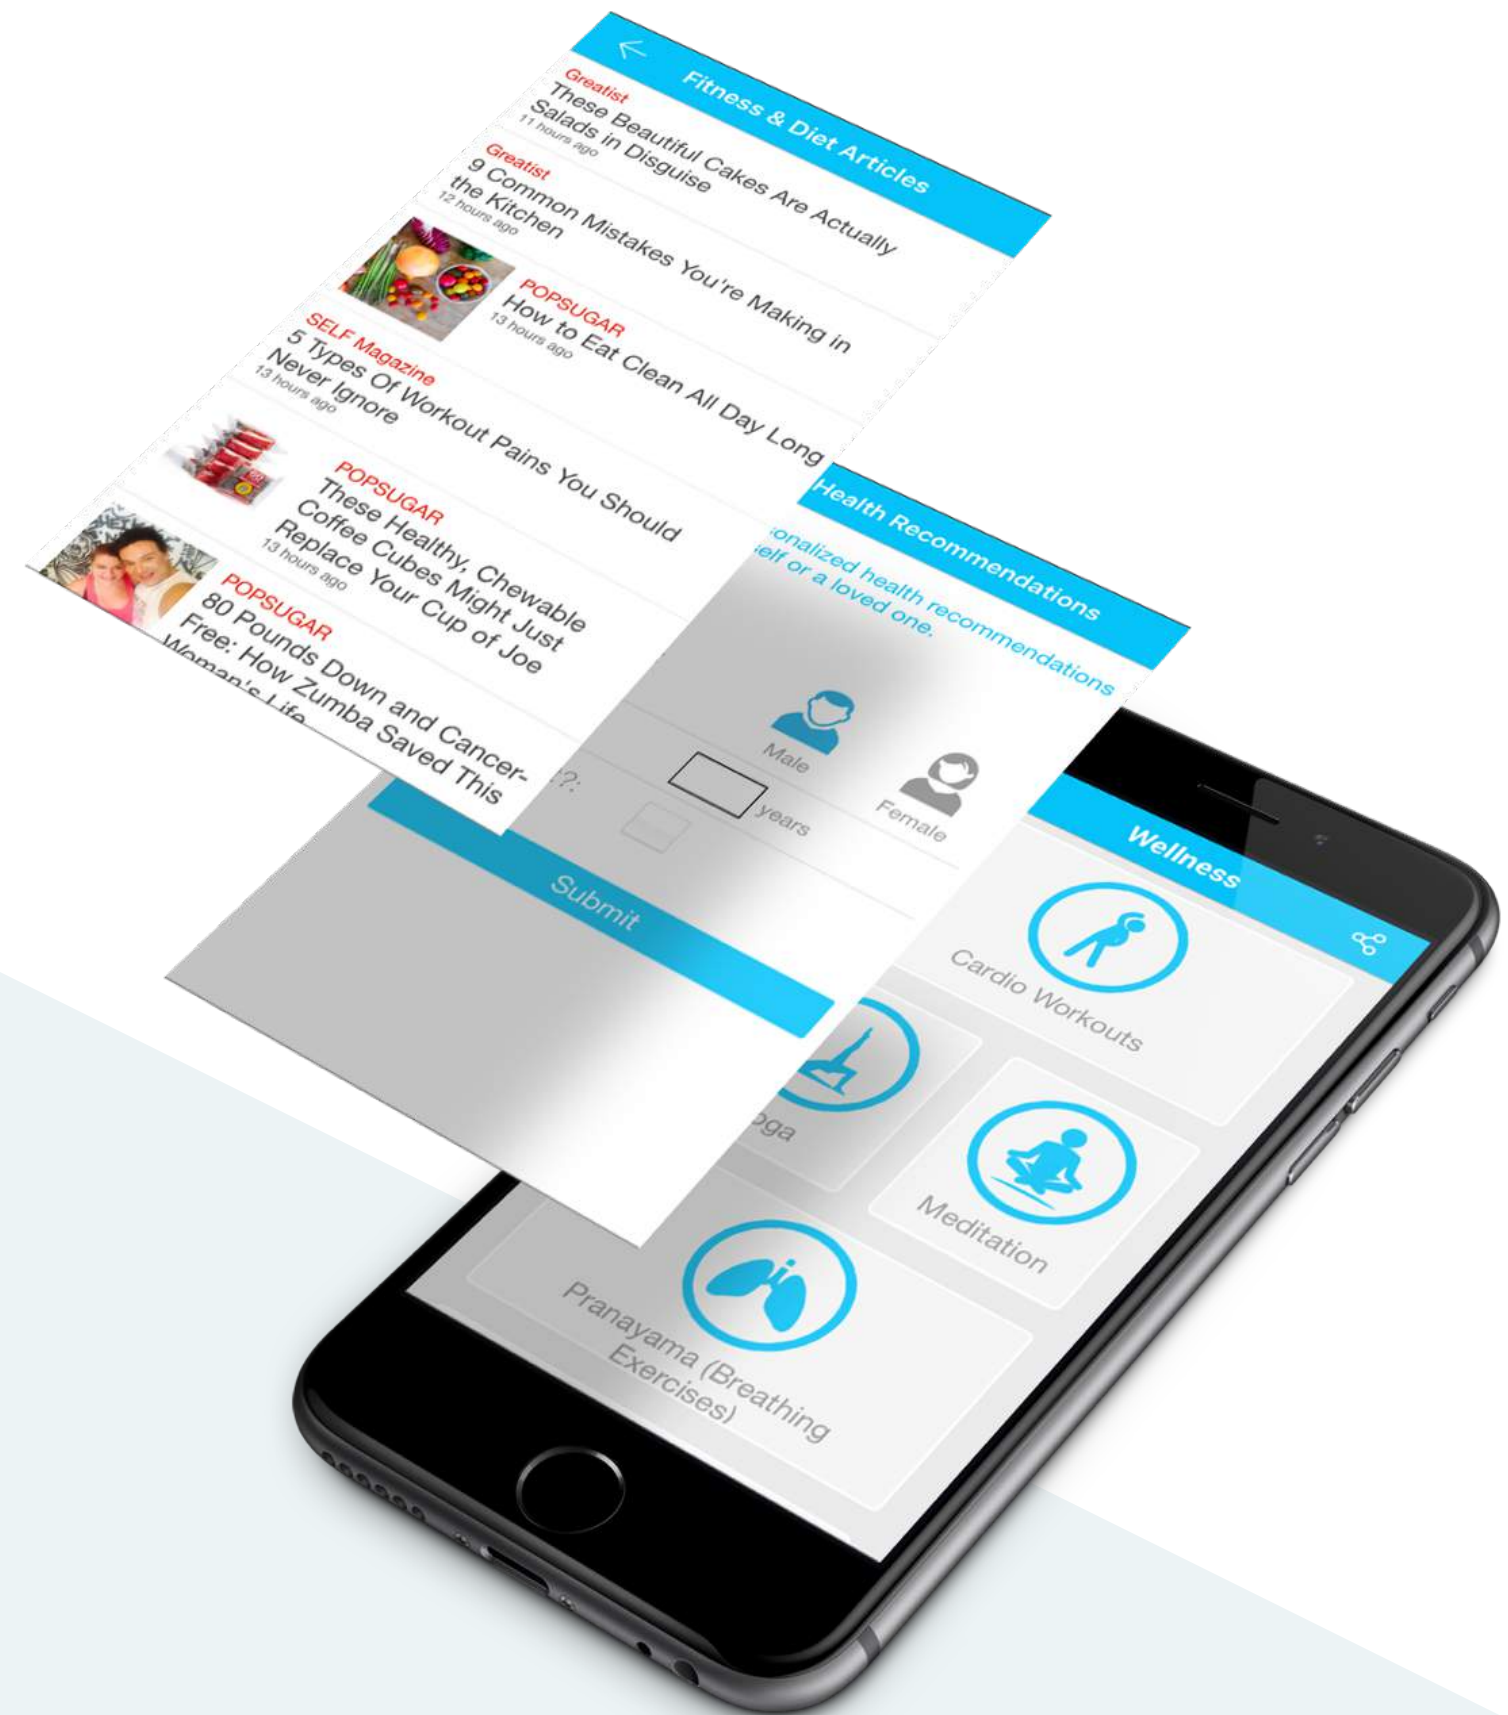 Fitness & Diet Articles
Greatist
These Beautiful Cakes Are Actually
Salads in Disguise
11 hours ago
Greatist
9 Common Mistakes You're Making in
the Kitchen
12 hours ago
POPSUGAR
How to Eat Clean All Day Long
13 hours ago
SELF Magazine
5 Types Of Workout Pains You Should
Never Ignore
13 hours ago
POPSUGAR
These Healthy, Chewable
Coffee Cubes Might Just
Replace Your Cup of Joe
13 hours ago
POPSUGAR
80 Pounds Down and Cancer-
Free: How Zumba Saved This
Woman's Life
Health Recommendations
onalized health recommendations
elf or a loved one.
Male
Female
?:
years
Submit
Wellness
Cardio Workouts
oga
Meditation
Pranayama (Breathing
Exercises)